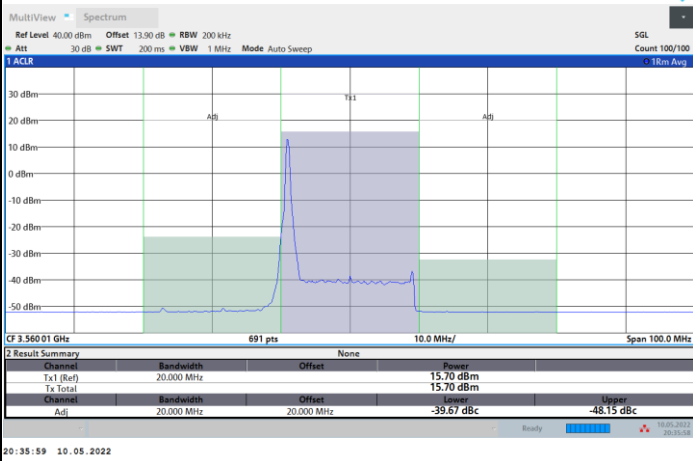 MultiView Spectrum
Ref Level 40.00 dBm Offset 13.90 dB RBW 200 kHz SGL
Att 30 dB SWT 200 ms VBW 1 MHz Mode Auto Sweep Count 100/100
1 ACLR 1Rm Avg
30 dBm
Tx1
20 dBm
Adj Adj
10 dBm
0 dBm
-10 dBm
-20 dBm
-30 dBm
-40 dBm
-50 dBm
CF 3.56001 GHz 691 pts 10.0 MHz/ Span 100.0 MHz
2 Result Summary None
Channel Bandwidth Offset Power
Tx1 (Ref) 20.000 MHz 15.70 dBm
Tx Total 15.70 dBm
Channel Bandwidth Offset Lower Upper
Adj 20.000 MHz 20.000 MHz -39.67 dBc -48.15 dBc
Ready 10.05.2022
20:35:58
20:35:59 10.05.2022